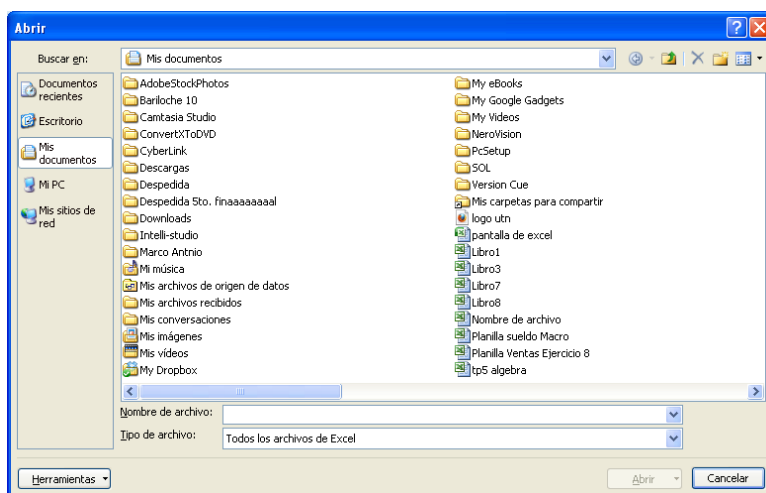 Abrir
Buscar en:
Mis documentos
Documentos
recientes
Escritorio
Mis
documentos
Mi PC
Mis sitios de
red
AdobeStockPhotos
Bariloche 10
Camtasia Studio
ConvertXToDVD
CyberLink
Descargas
Despedida
Despedida 5to. finaaaaaaal
Downloads
Intelli-studio
Marco Antnio
Mi música
Mis archivos de origen de datos
Mis archivos recibidos
Mis conversaciones
Mis imágenes
Mis vídeos
My Dropbox
My eBooks
My Google Gadgets
My Videos
NeroVision
PcSetup
SOL
Version Cue
Mis carpetas para compartir
logo utn
pantalla de excel
Libro1
Libro3
Libro7
Libro8
Nombre de archivo
Planilla sueldo Macro
Planilla Ventas Ejercicio 8
tp5 algebra
Nombre de archivo:
Tipo de archivo:
Todos los archivos de Excel
Herramientas
Abrir
Cancelar